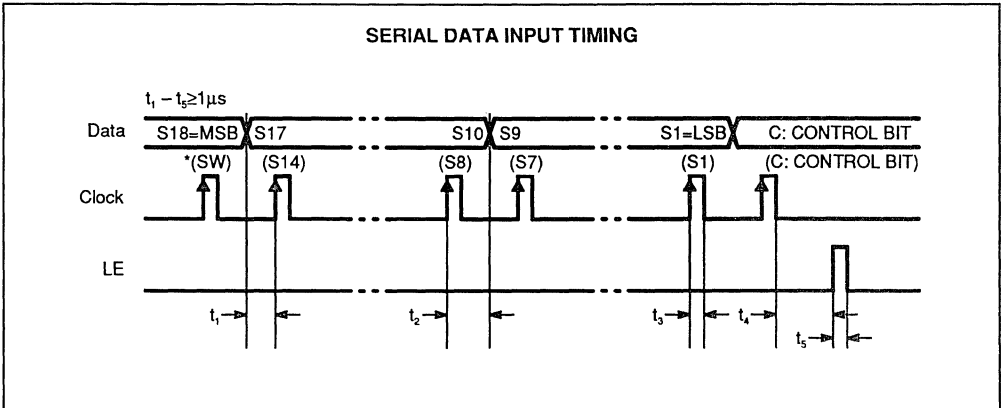 SERIAL DATA INPUT TIMING
t₁ – t₅≥1µs
Data S18=MSB S17 S10 S9 S1=LSB C: CONTROL BIT
*(SW) (S14) (S8) (S7) (S1) (C: CONTROL BIT)
Clock
LE
t₁ t₂ t₃ t₄
t₅